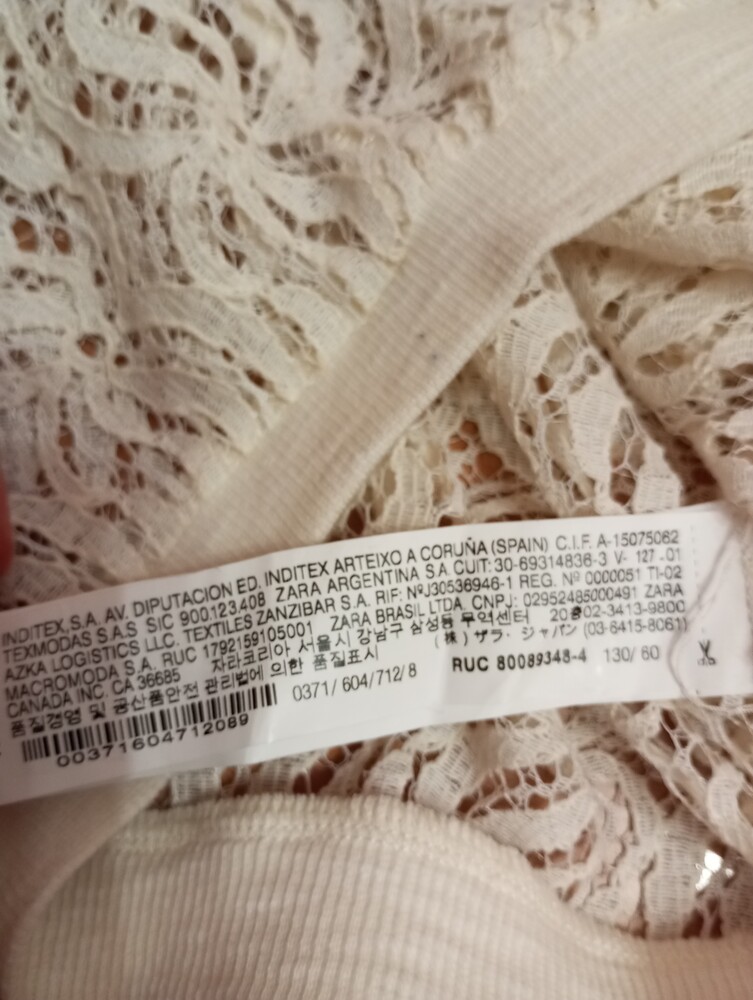 INDITEX, S.A. AV. DIPUTACION ED. INDITEX ARTEIXO A CORUÑA (SPAIN) C.I.F. A-15075062
TEXMODAS S.A.S SIC 900.123.408 ZARA ARGENTINA S.A CUIT: 30-69314836-3 V- 127 -01
AZKA LOGISTICS LLC. TEXTILES ZANZIBAR S.A. RIF: NºJ30536946-1 REG. Nº 0000051 TI-02
MACROMODA S.A. RUC 1792159105001 ZARA BRASIL LTDA. CNPJ: 02952485000491 ZARA
CANADA INC. CA 36685 자라코리아 서울시 강남구 삼성동 무역센터 02-3413-9800
품질경영 및 공산품안전 관리법에 의한 품질표시 (株) ザラ・ジャパン (03-6415-8061)
0371/ 604/712/ 8 RUC 80089348-4 130/ 60
00371604712089